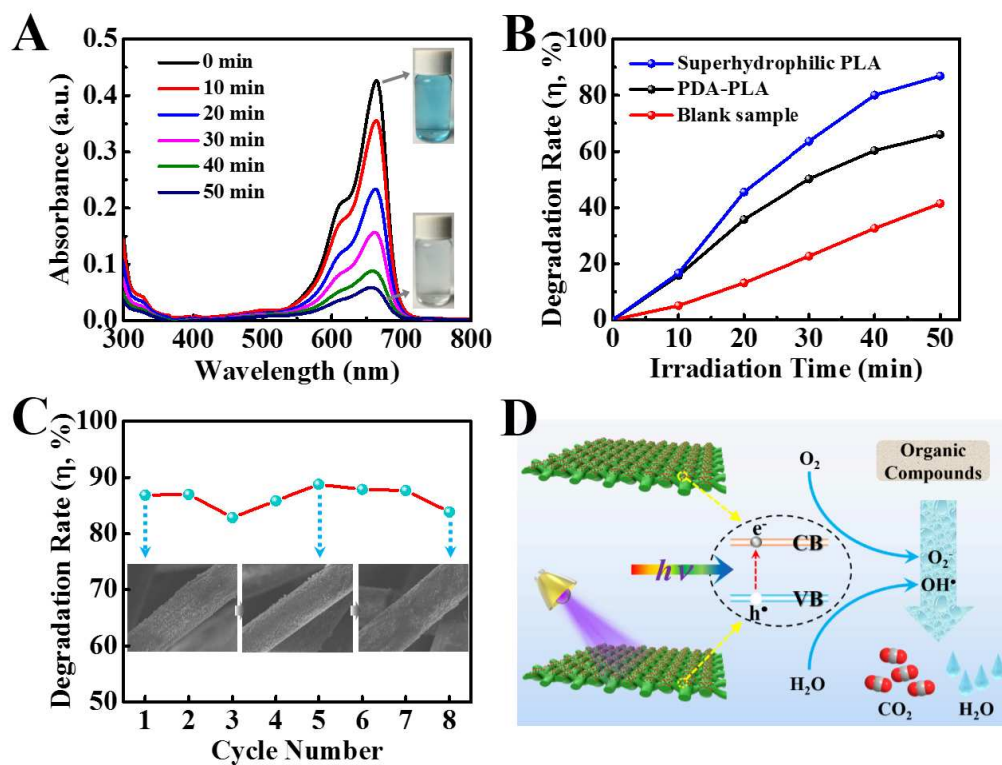 A
Absorbance (a.u.)
0.5
0.4
0.3
0.2
0.1
0.0
0 min
10 min
20 min
30 min
40 min
50 min
300 400 500 600 700 800
Wavelength (nm)
B
Degradation Rate (η, %)
100
80
60
40
20
0
Superhydrophilic PLA
PDA-PLA
Blank sample
0 10 20 30 40 50
Irradiation Time (min)
C
Degradation Rate (η, %)
100
90
80
70
60
50
1 2 3 4 5 6 7 8
Cycle Number
D
O₂
Organic
Compounds
e⁻
CB
hν
VB
h•
O₂
OH•
H₂O
CO₂
H₂O